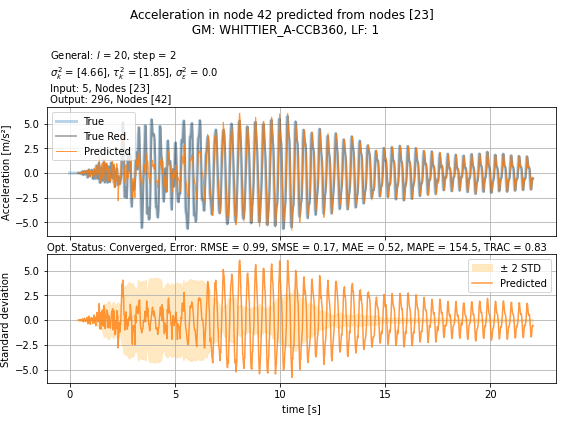 Acceleration in node 42 predicted from nodes [23]
GM: WHITTIER_A-CCB360, LF: 1
General: l = 20, step = 2
σ²ₖ = [4.66], τ²ₖ = [1.85], σ²ε = 0.0
Input: 5, Nodes [23]
Output: 296, Nodes [42]
Acceleration [m/s²]
5.0
2.5
0.0
−2.5
−5.0
True
True Red.
Predicted
Opt. Status: Converged, Error: RMSE = 0.99, SMSE = 0.17, MAE = 0.52, MAPE = 154.5, TRAC = 0.83
Standard deviation
5.0
2.5
0.0
−2.5
−5.0
± 2 STD
Predicted
0 5 10 15 20
time [s]